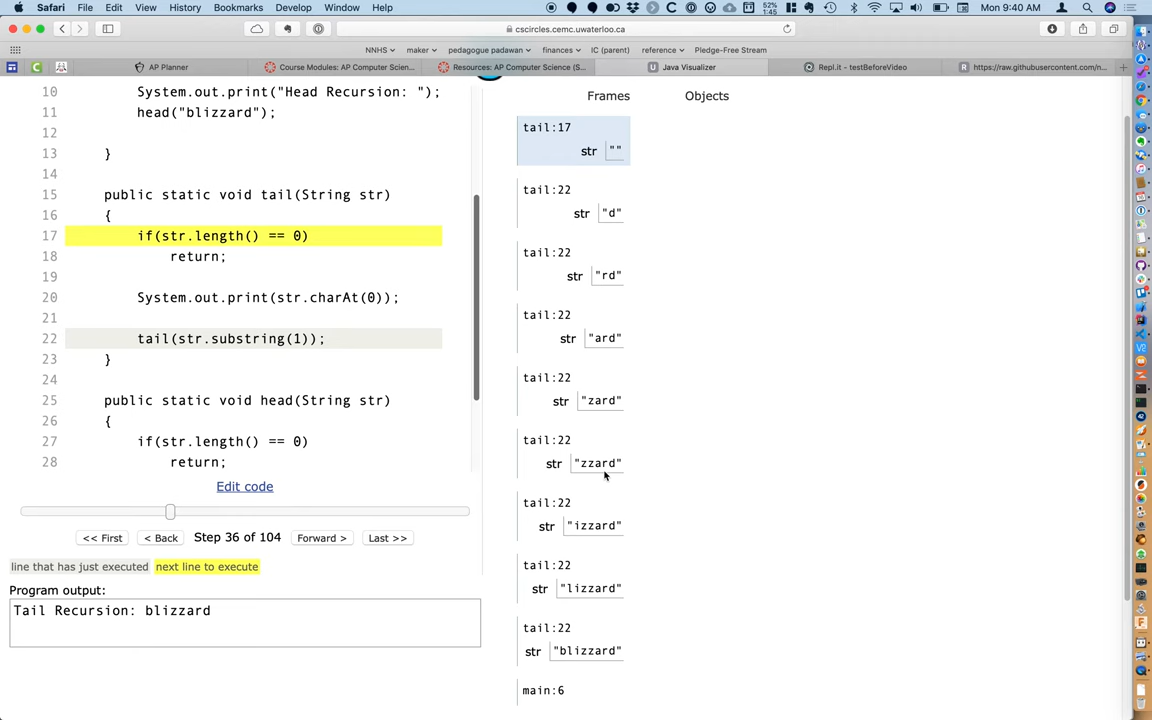 Safari File Edit View History Bookmarks Develop Window Help 52% 1:45 Mon 9:40 AM
cscircles.cemc.uwaterloo.ca
NNHS maker pedagogue padawan finances IC (parent) reference Pledge-Free Stream
AP Planner Course Modules: AP Computer Scien... Resources: AP Computer Science (S... Java Visualizer Repl.it - testBeforeVideo https://raw.githubusercontent.com/n...
10 System.out.print("Head Recursion: ");
11 head("blizzard");
12
13 }
14
15 public static void tail(String str)
16 {
17 if(str.length() == 0)
18 return;
19
20 System.out.print(str.charAt(0));
21
22 tail(str.substring(1));
23 }
24
25 public static void head(String str)
26 {
27 if(str.length() == 0)
28 return;
Edit code
<< First < Back Step 36 of 104 Forward > Last >>
line that has just executed next line to execute
Program output:
Tail Recursion: blizzard
Frames Objects
tail:17
str ""
tail:22
str "d"
tail:22
str "rd"
tail:22
str "ard"
tail:22
str "zard"
tail:22
str "zzard"
tail:22
str "izzard"
tail:22
str "lizzard"
tail:22
str "blizzard"
main:6